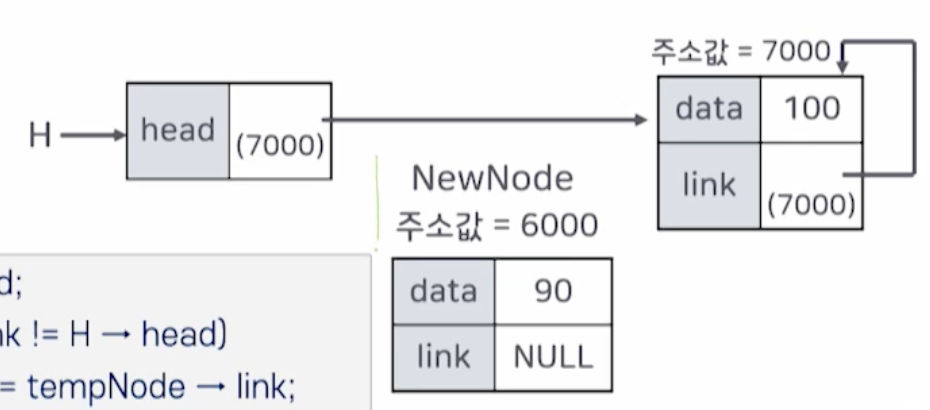 주소값 = 7000
H
head
(7000)
data
100
link
(7000)
NewNode
주소값 = 6000
data
90
link
NULL
d;
nk != H → head)
= tempNode → link;